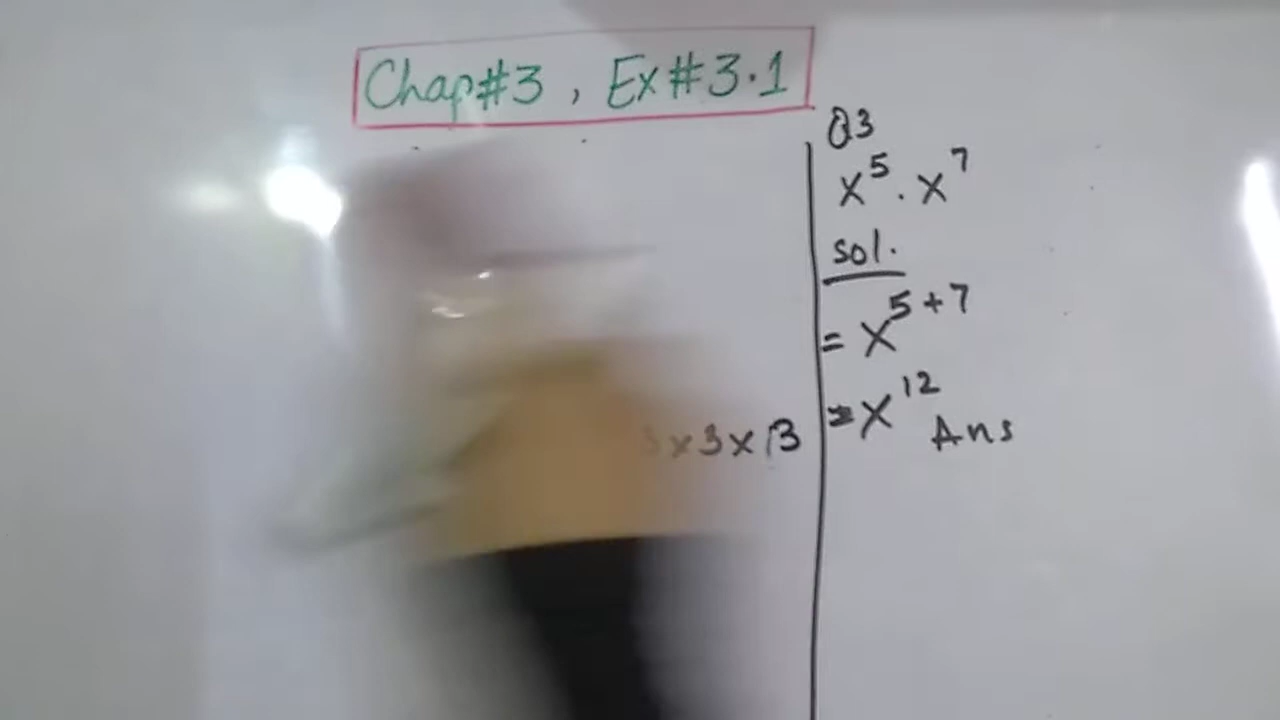 Chap#3, Ex#3.1
x3x13
Q3
x⁵.x⁷
sol.
= x⁵⁺⁷
= x¹² Ans